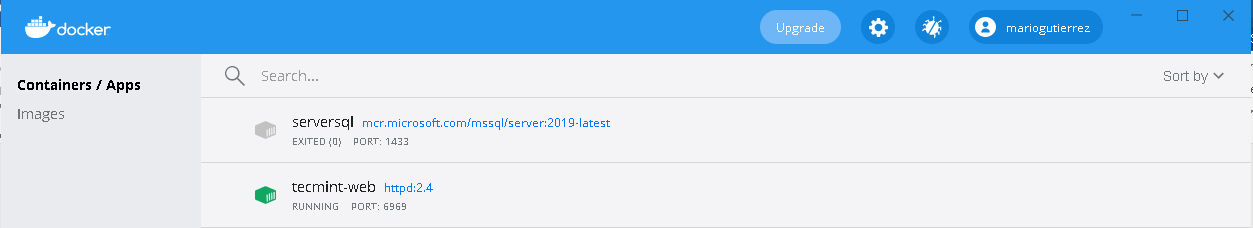 docker
Upgrade
mariogutierrez
Containers / Apps
Images
Search...
Sort by
serversql mcr.microsoft.com/mssql/server:2019-latest
EXITED (0) PORT: 1433
tecmint-web httpd:2.4
RUNNING PORT: 6969